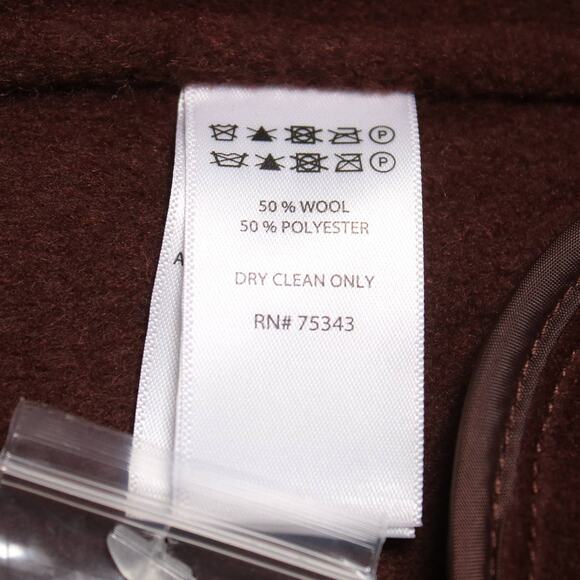 P
P
50 % WOOL
50 % POLYESTER
A
DRY CLEAN ONLY
RN# 75343